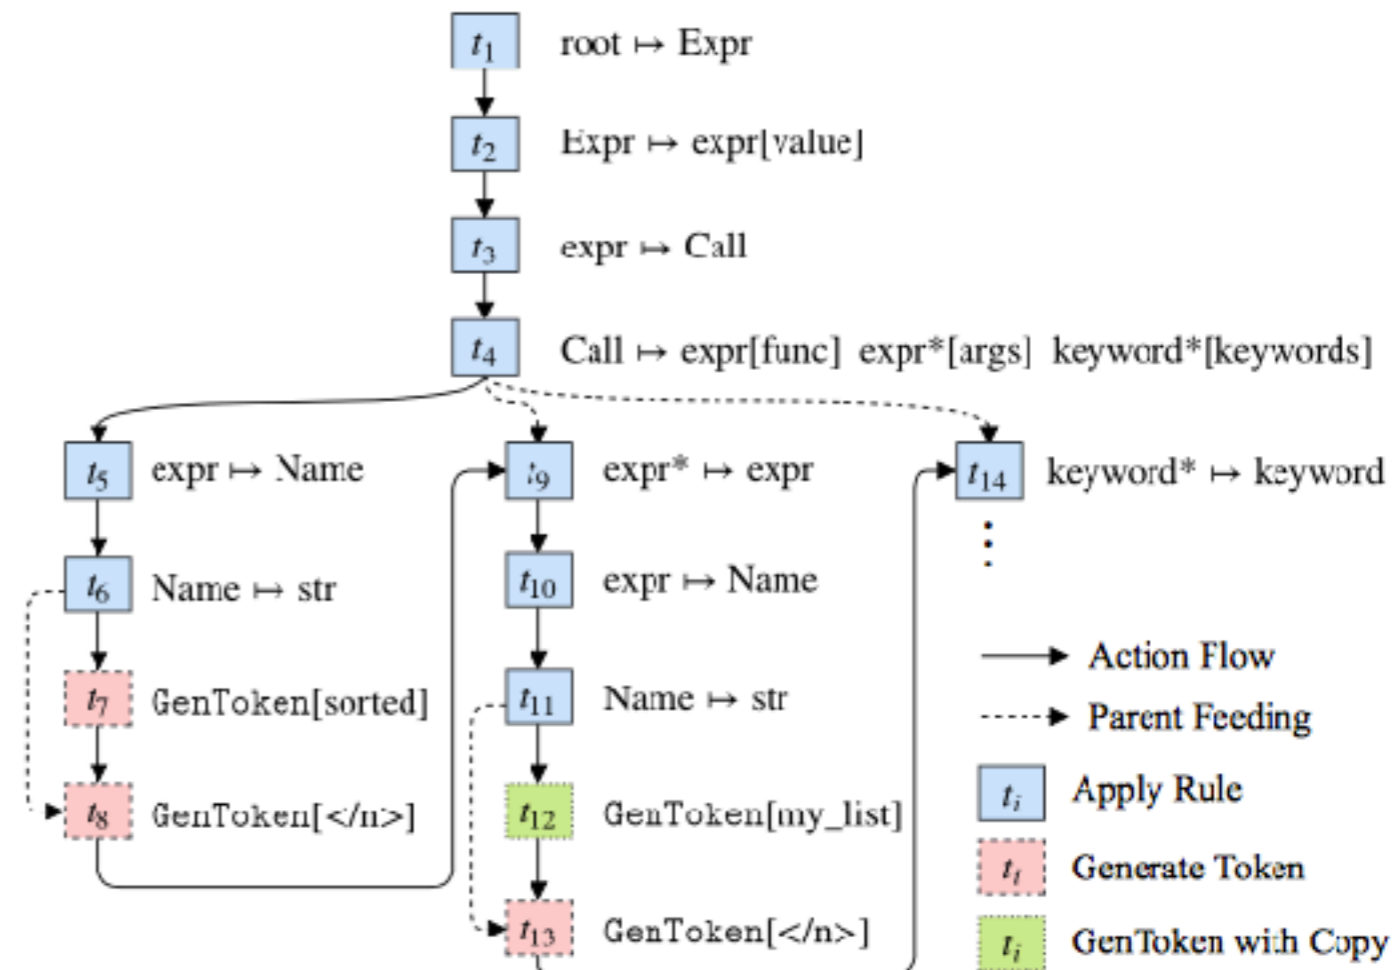 t1 root ↦ Expr
t2 Expr ↦ expr[value]
t3 expr ↦ Call
t4 Call ↦ expr[func] expr*[args] keyword*[keywords]
t5 expr ↦ Name
t6 Name ↦ str
t7 GenToken[sorted]
t8 GenToken[</n>]
t9 expr* ↦ expr
t10 expr ↦ Name
t11 Name ↦ str
t12 GenToken[my_list]
t13 GenToken[</n>]
t14 keyword* ↦ keyword
Action Flow
Parent Feeding
ti Apply Rule
ti Generate Token
ti GenToken with Copy